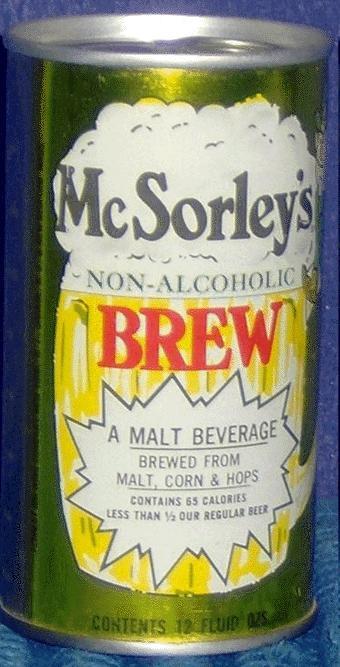 McSorley's
NON-ALCOHOLIC
BREW
A MALT BEVERAGE
BREWED FROM
MALT, CORN & HOPS
CONTAINS 65 CALORIES
LESS THAN ½ OUR REGULAR BEER
CONTENTS 12 FLUID OZS.